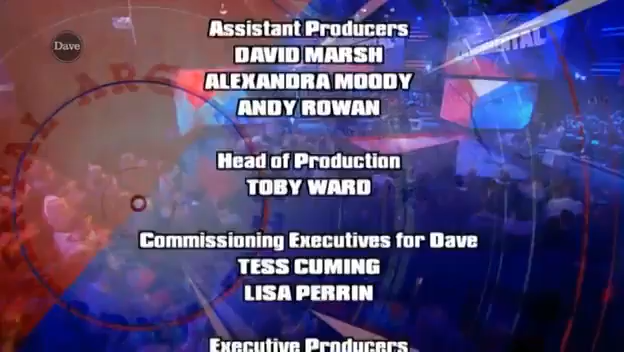 Dave
Assistant Producers
DAVID MARSH
ALEXANDRA MOODY
ANDY ROWAN
Head of Production
TOBY WARD
Commissioning Executives for Dave
TESS CUMING
LISA PERRIN
Executive Producers